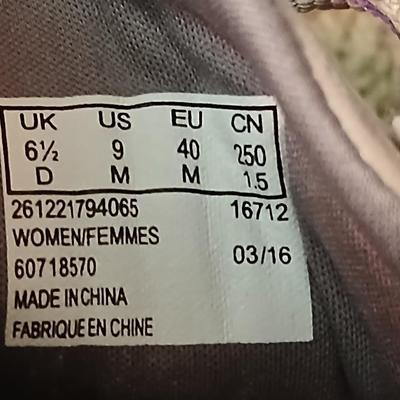 UK US EU CN
6½ 9 40 250
D M M 1.5
261221794065 16712
WOMEN/FEMMES
60718570 03/16
MADE IN CHINA
FABRIQUE EN CHINE